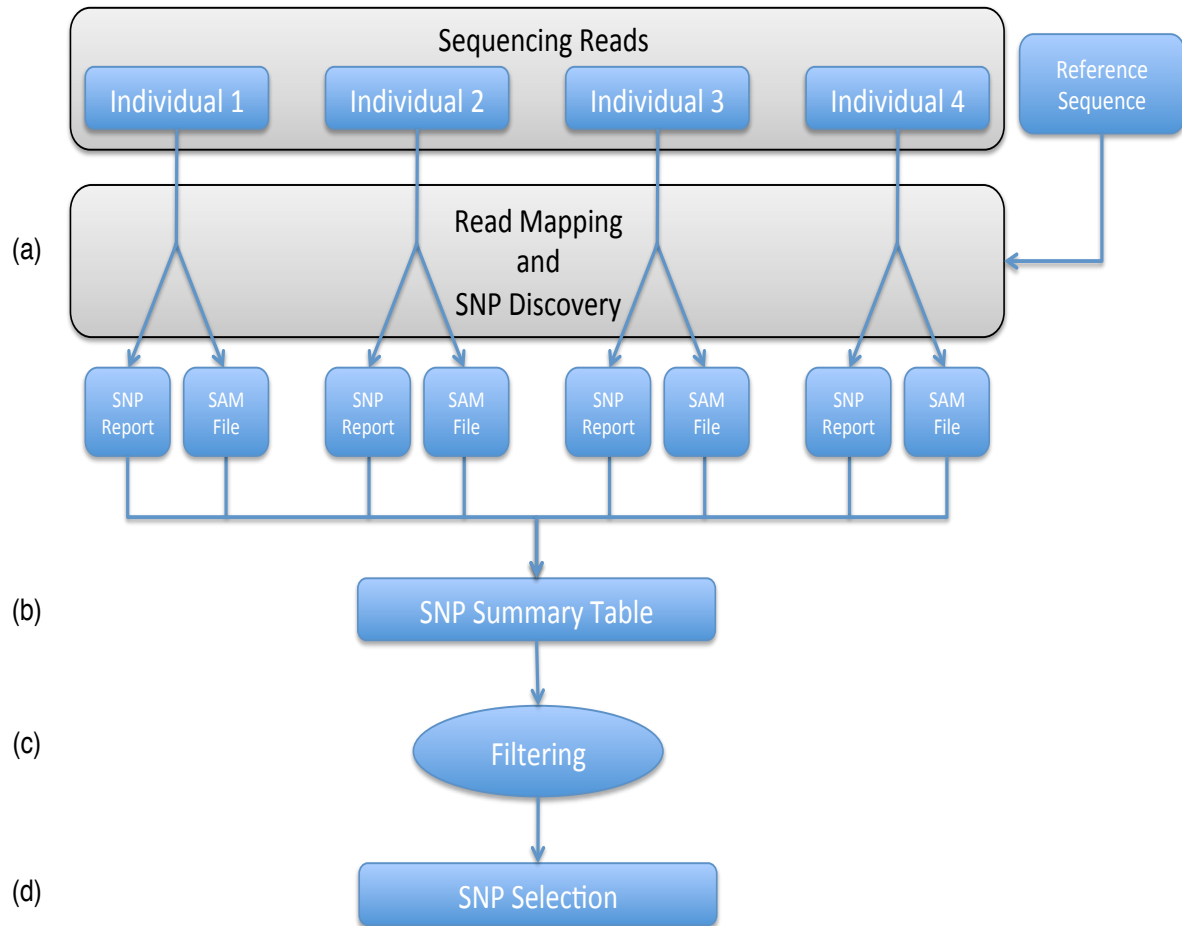 Sequencing Reads
Individual 1
Individual 2
Individual 3
Individual 4
Reference
Sequence
(a)
Read Mapping
and
SNP Discovery
SNP
Report
SAM
File
SNP
Report
SAM
File
SNP
Report
SAM
File
SNP
Report
SAM
File
(b)
SNP Summary Table
(c)
Filtering
(d)
SNP Selection